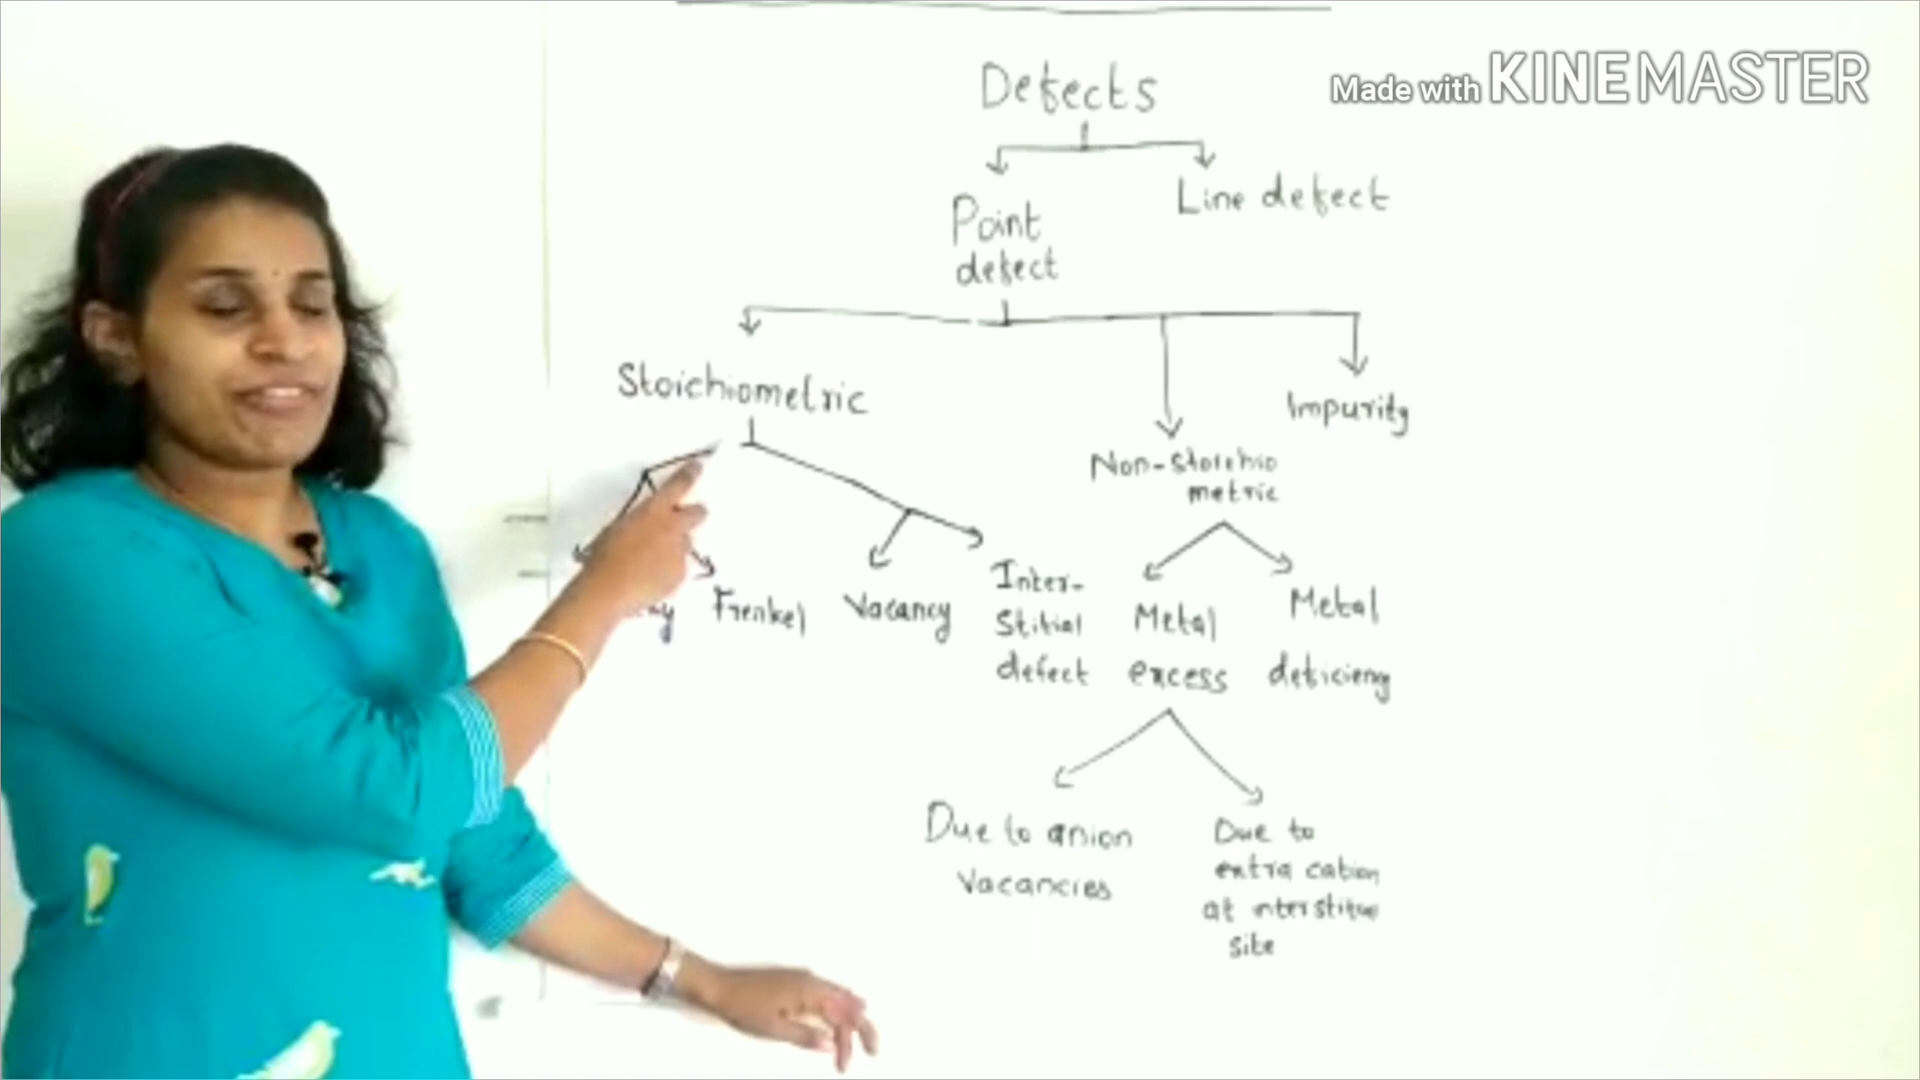 Made with KINEMASTER
Defects
Point
defect
Line defect
Stoichiometric
Non-stoichio
metric
Impurity
Frenkel
Vacancy
Inter-
Stitial
defect
Metal
excess
Metal
deficieny
Due to anion
vacancies
Due to
extra cation
at interstitial
site